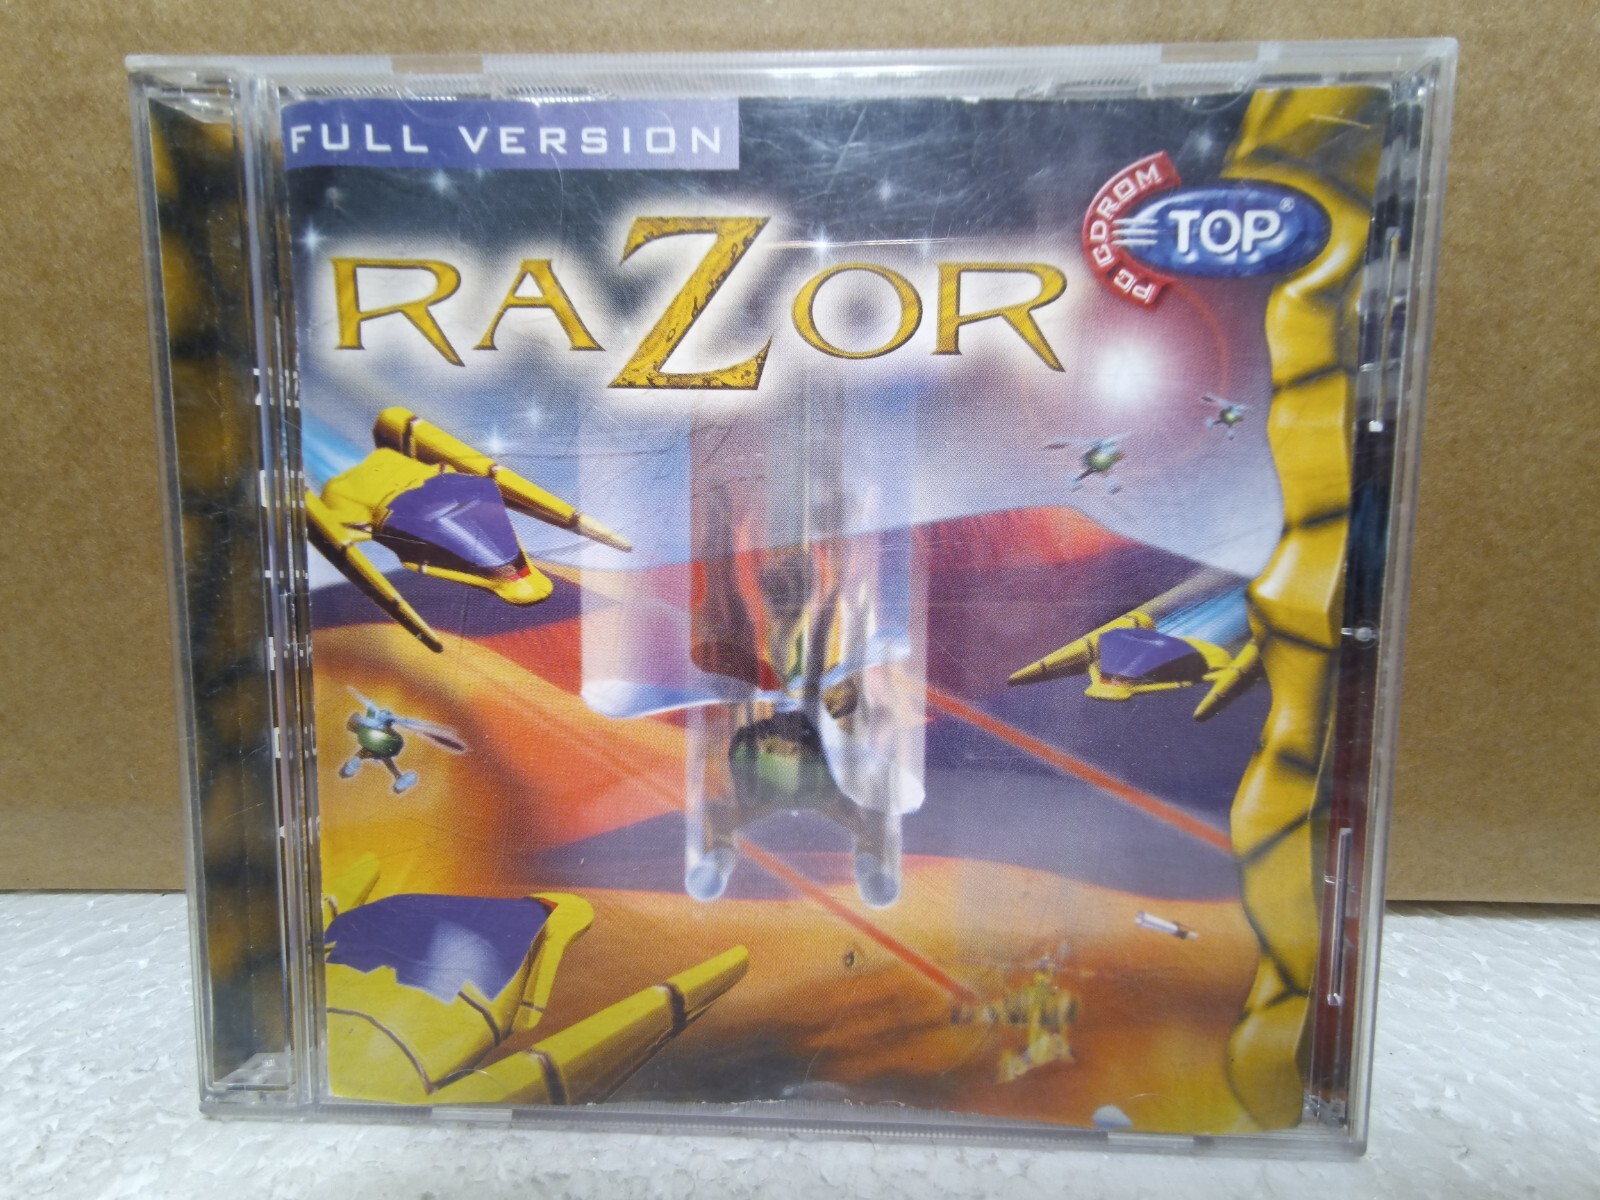 FULL VERSION
RAZOR
PC CDROM
TOP®